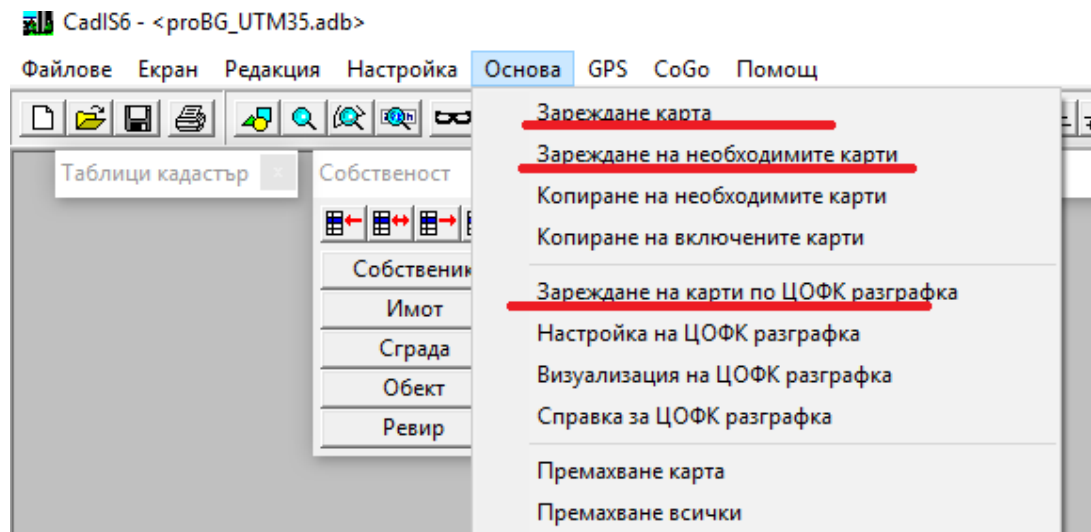 CadIS6 - <proBG_UTM35.adb>
Файлове Екран Редакция Настройка Основа GPS CoGo Помощ
Зареждане карта
Таблици кадастър x
Собственост
Зареждане на необходимите карти
Копиране на необходимите карти
Копиране на включените карти
Собственик
Зареждане на карти по ЦОФК разграфка
Имот
Настройка на ЦОФК разграфка
Сграда
Визуализация на ЦОФК разграфка
Обект
Справка за ЦОФК разграфка
Ревир
Премахване карта
Премахване всички